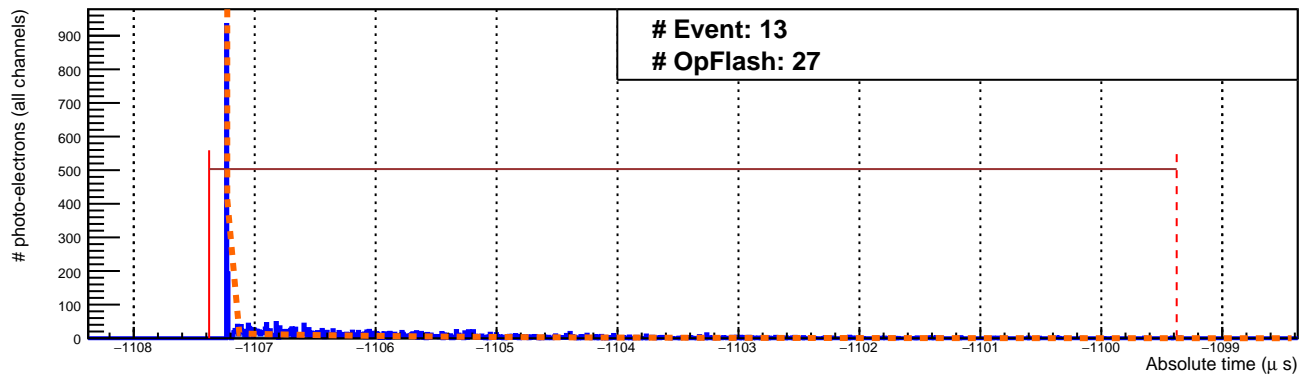 # Event: 13
# OpFlash: 27
# photo-electrons (all channels)
900
800
700
600
500
400
300
200
100
0
−1108 −1107 −1106 −1105 −1104 −1103 −1102 −1101 −1100 −1099
Absolute time (μ s)